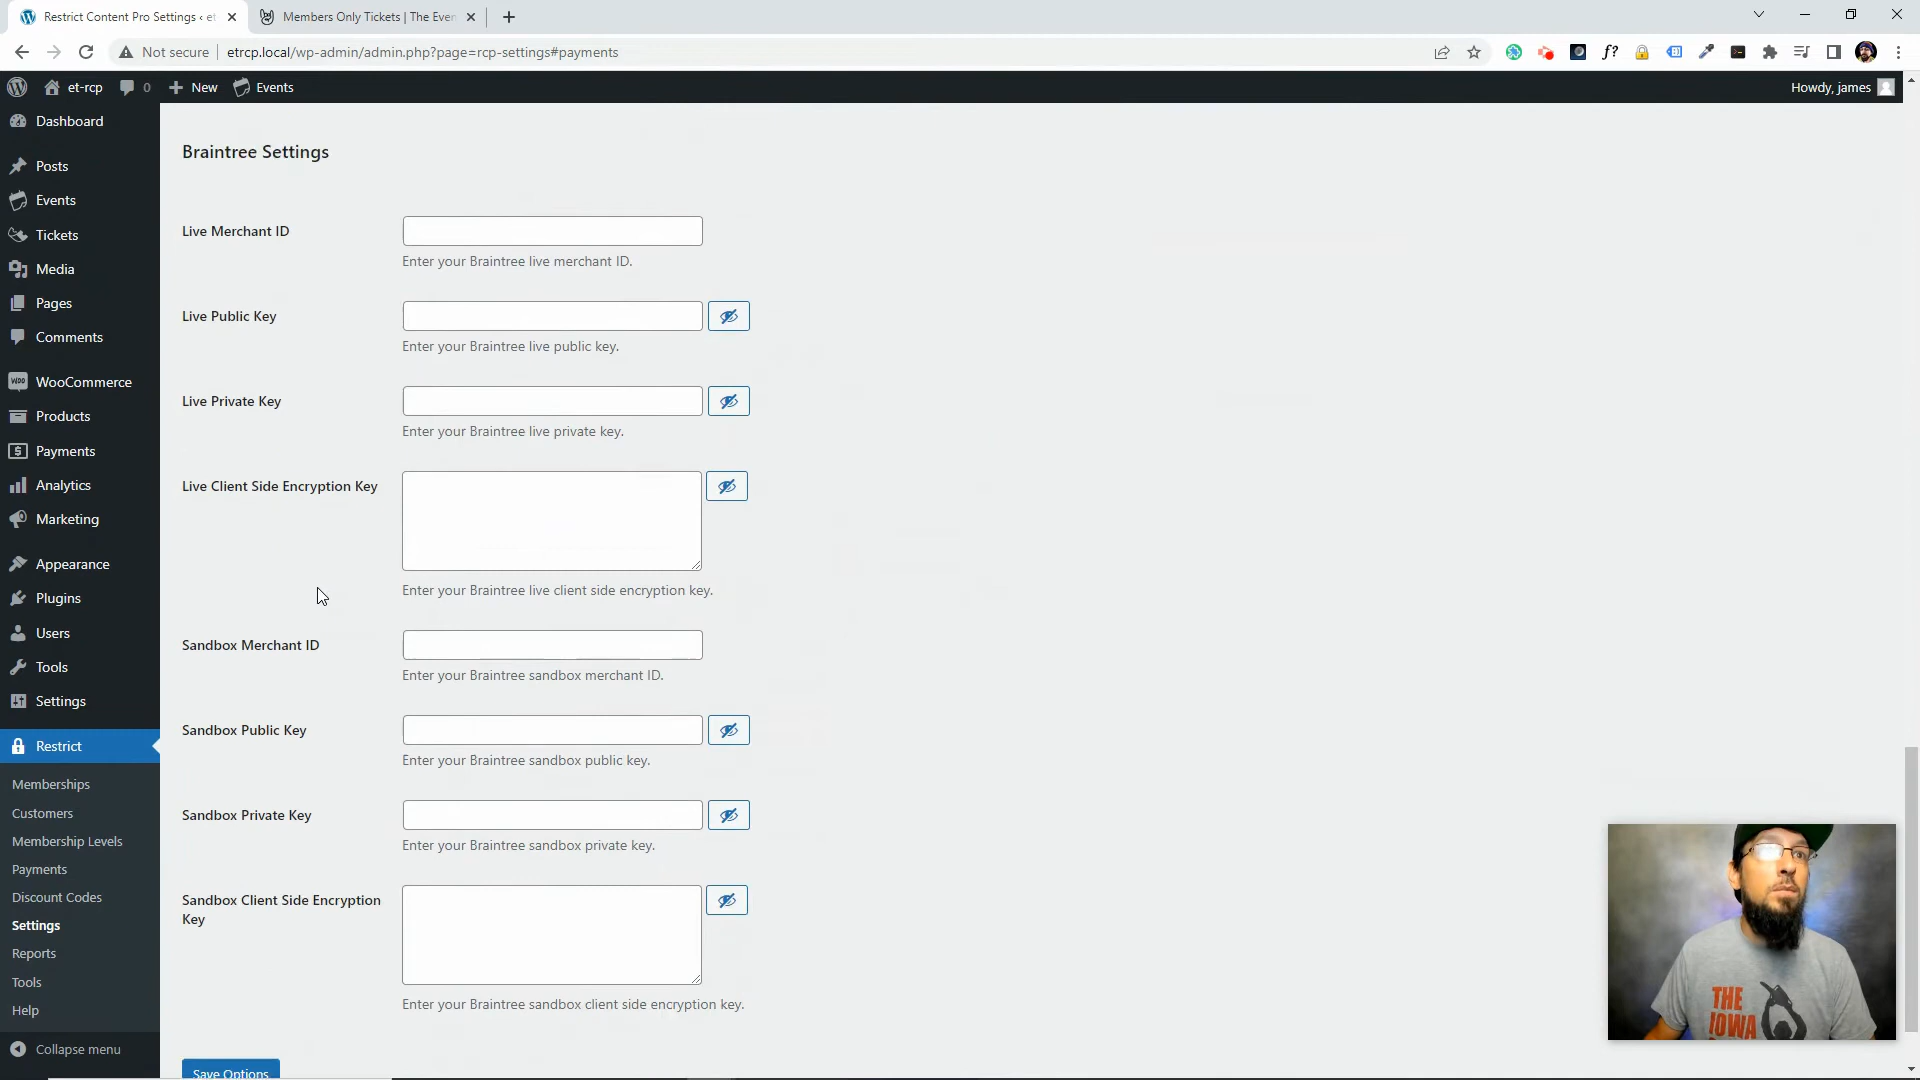 Restrict Content Pro Settings ‹ et
Members Only Tickets | The Even
Not secure
etrcp.local/wp-admin/admin.php?page=rcp-settings#payments
et-rcp
0
New
Events
Howdy, james
Dashboard
Posts
Events
Tickets
Media
Pages
Comments
WooCommerce
Products
Payments
Analytics
Marketing
Appearance
Plugins
Users
Tools
Settings
Restrict
Memberships
Customers
Membership Levels
Payments
Discount Codes
Settings
Reports
Tools
Help
Collapse menu
Braintree Settings
Live Merchant ID
Enter your Braintree live merchant ID.
Live Public Key
Enter your Braintree live public key.
Live Private Key
Enter your Braintree live private key.
Live Client Side Encryption Key
Enter your Braintree live client side encryption key.
Sandbox Merchant ID
Enter your Braintree sandbox merchant ID.
Sandbox Public Key
Enter your Braintree sandbox public key.
Sandbox Private Key
Enter your Braintree sandbox private key.
Sandbox Client Side Encryption
Key
Enter your Braintree sandbox client side encryption key.
Save Options
THE
IOWA